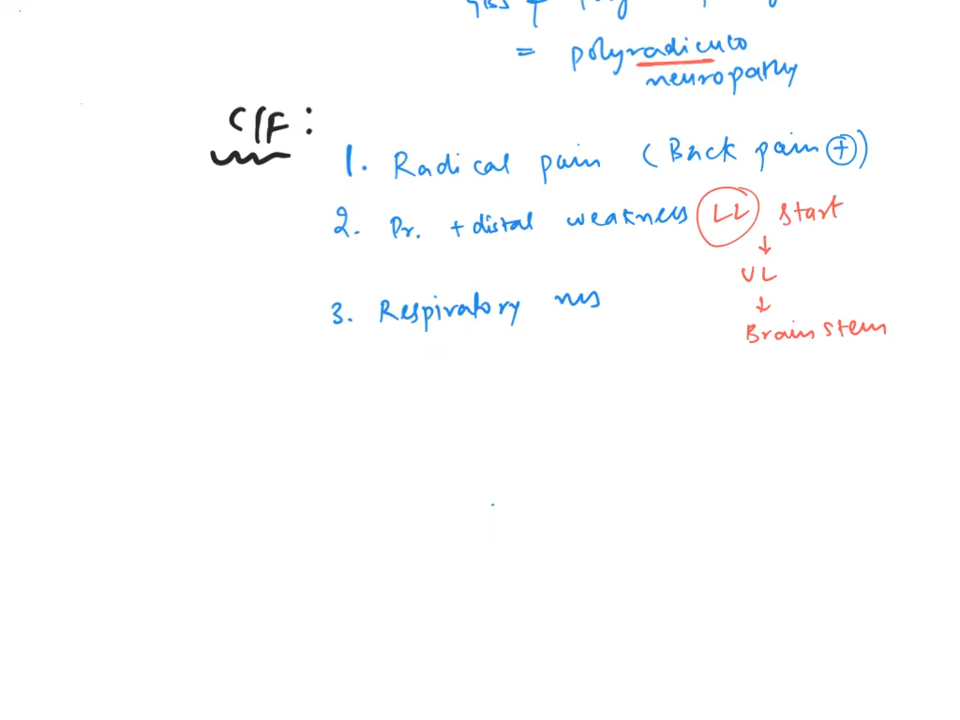 = polyradiculo
neuropathy
C/F :
1. Radical pain (Back pain +)
2. Pr. + distal weakness LL start
↓
UL
↓
Brain stem
3. Respiratory ms